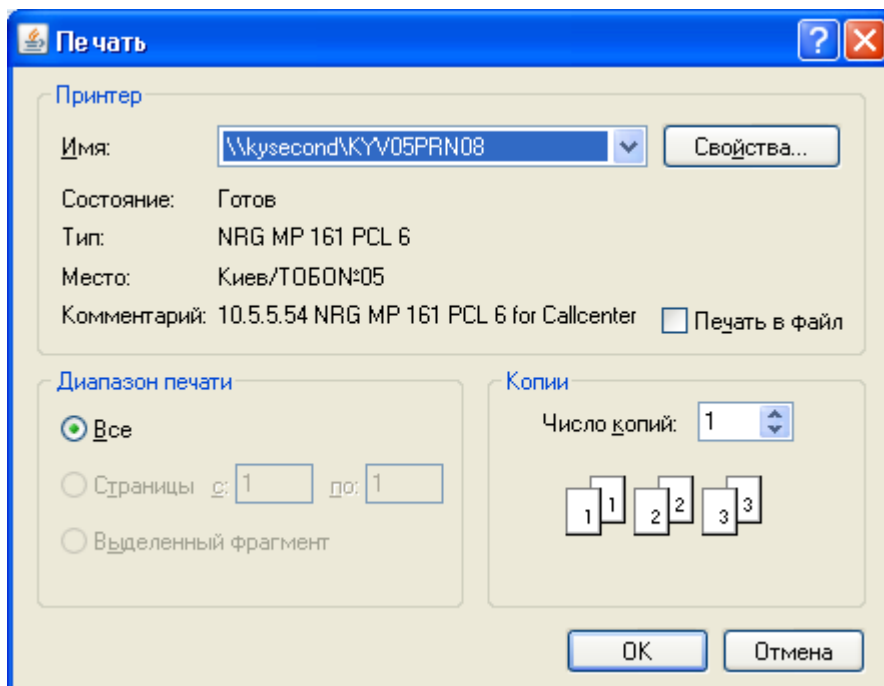 Печать
Принтер
Имя: \\kysecond\KYV05PRN08 Свойства...
Состояние: Готов
Тип: NRG MP 161 PCL 6
Место: Киев/ТОБО№05
Комментарий: 10.5.5.54 NRG MP 161 PCL 6 for Callcenter Печать в файл
Диапазон печати
Все
Страницы с: 1 по: 1
Выделенный фрагмент
Копии
Число копий: 1
1 1 2 2 3 3
OK Отмена